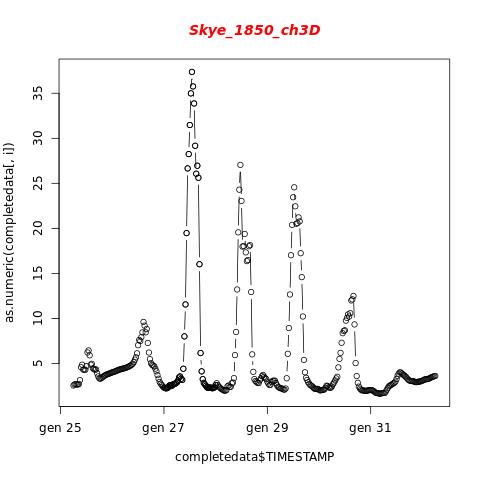 Skye_1850_ch3D
as.numeric(completedata[, i])
35
30
25
20
15
10
5
gen 25 gen 27 gen 29 gen 31
completedata$TIMESTAMP